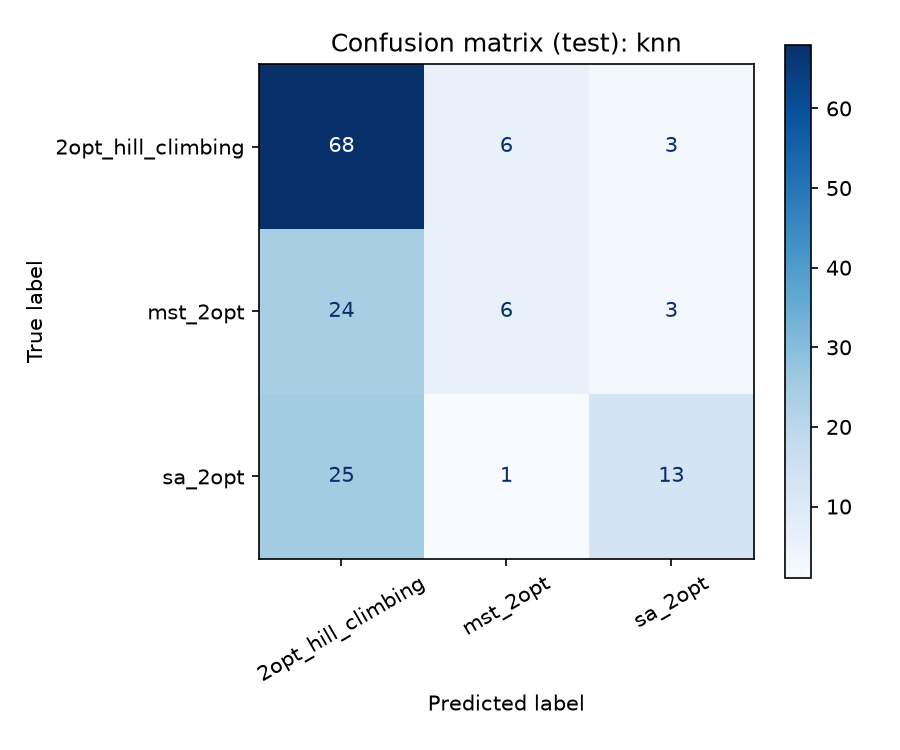 Confusion matrix (test): knn
2opt_hill_climbing
68
6
3
mst_2opt
24
6
3
sa_2opt
25
1
13
True label
2opt_hill_climbing
mst_2opt
sa_2opt
Predicted label
60
50
40
30
20
10